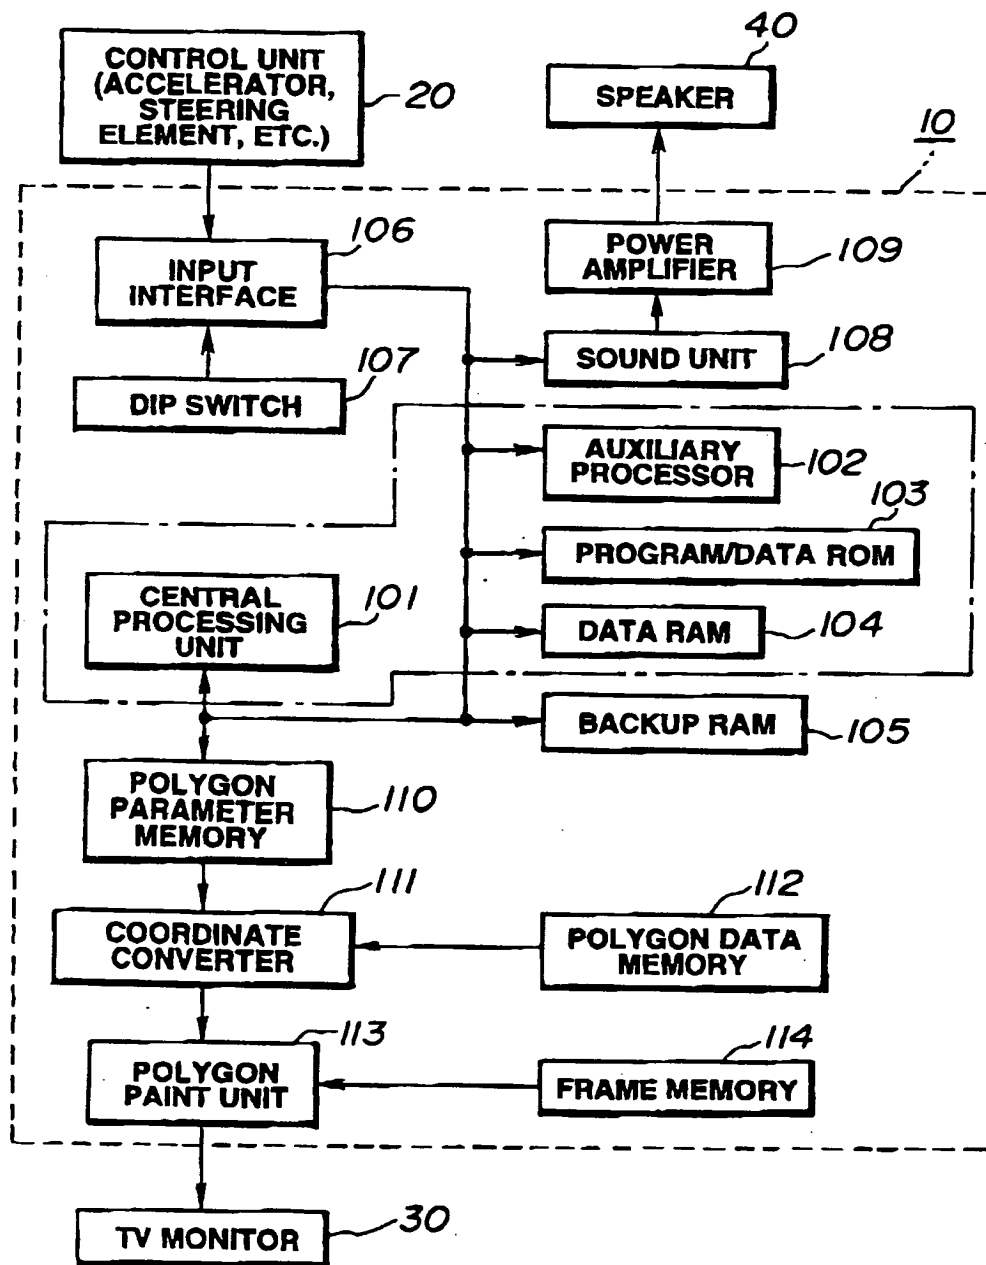 CONTROL UNIT
(ACCELERATOR,
STEERING
ELEMENT, ETC.)
20
40
SPEAKER
10
106
INPUT
INTERFACE
POWER
AMPLIFIER
109
107
DIP SWITCH
SOUND UNIT
108
AUXILIARY
PROCESSOR
102
103
PROGRAM/DATA ROM
CENTRAL
PROCESSING
UNIT
101
DATA RAM
104
BACKUP RAM
105
POLYGON
PARAMETER
MEMORY
110
111
COORDINATE
CONVERTER
112
POLYGON DATA
MEMORY
113
POLYGON
PAINT UNIT
114
FRAME MEMORY
TV MONITOR
30